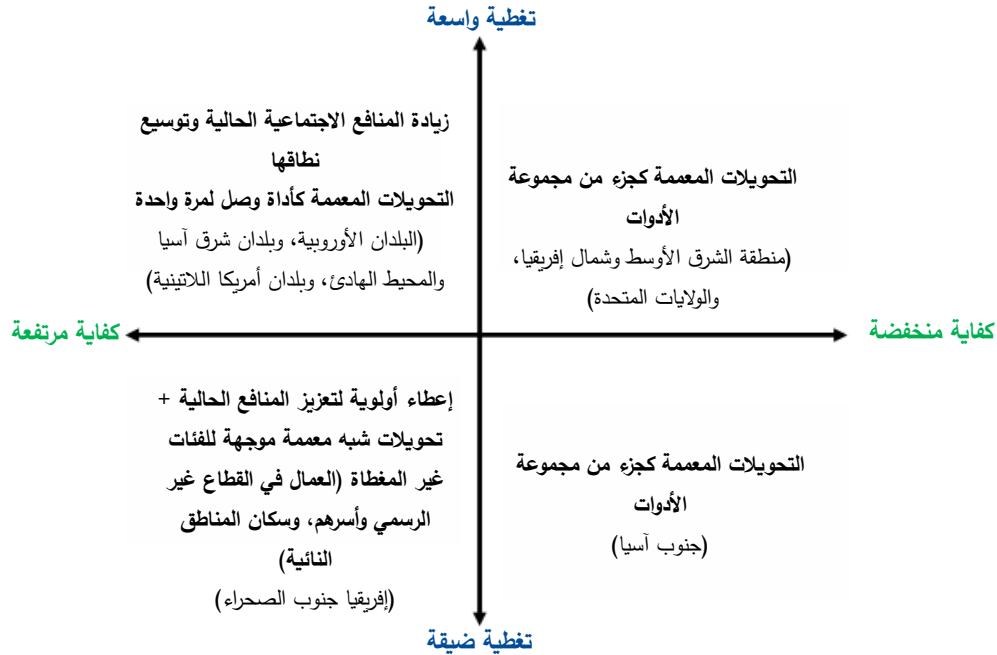 تغطية واسعة
التحويلات المعممة كجزء من مجموعة
الأدوات
(منطقة الشرق الأوسط وشمال إفريقيا،
والولايات المتحدة)
زيادة المنافع الاجتماعية الحالية وتوسيع
نطاقها
التحويلات المعممة كأداة وصل لمرة واحدة
(البلدان الأوروبية، وبلدان شرق آسيا
والمحيط الهادئ، وبلدان أمريكا اللاتينية)
كفاية منخفضة
كفاية مرتفعة
التحويلات المعممة كجزء من مجموعة
الأدوات
(جنوب آسيا)
إعطاء أولوية لتعزيز المنافع الحالية +
تحويلات شبه معممة موجهة للفئات
غير المغطاة (العمال في القطاع غير
الرسمي وأسرهم، وسكان المناطق
النائية)
(إفريقيا جنوب الصحراء)
تغطية ضيقة